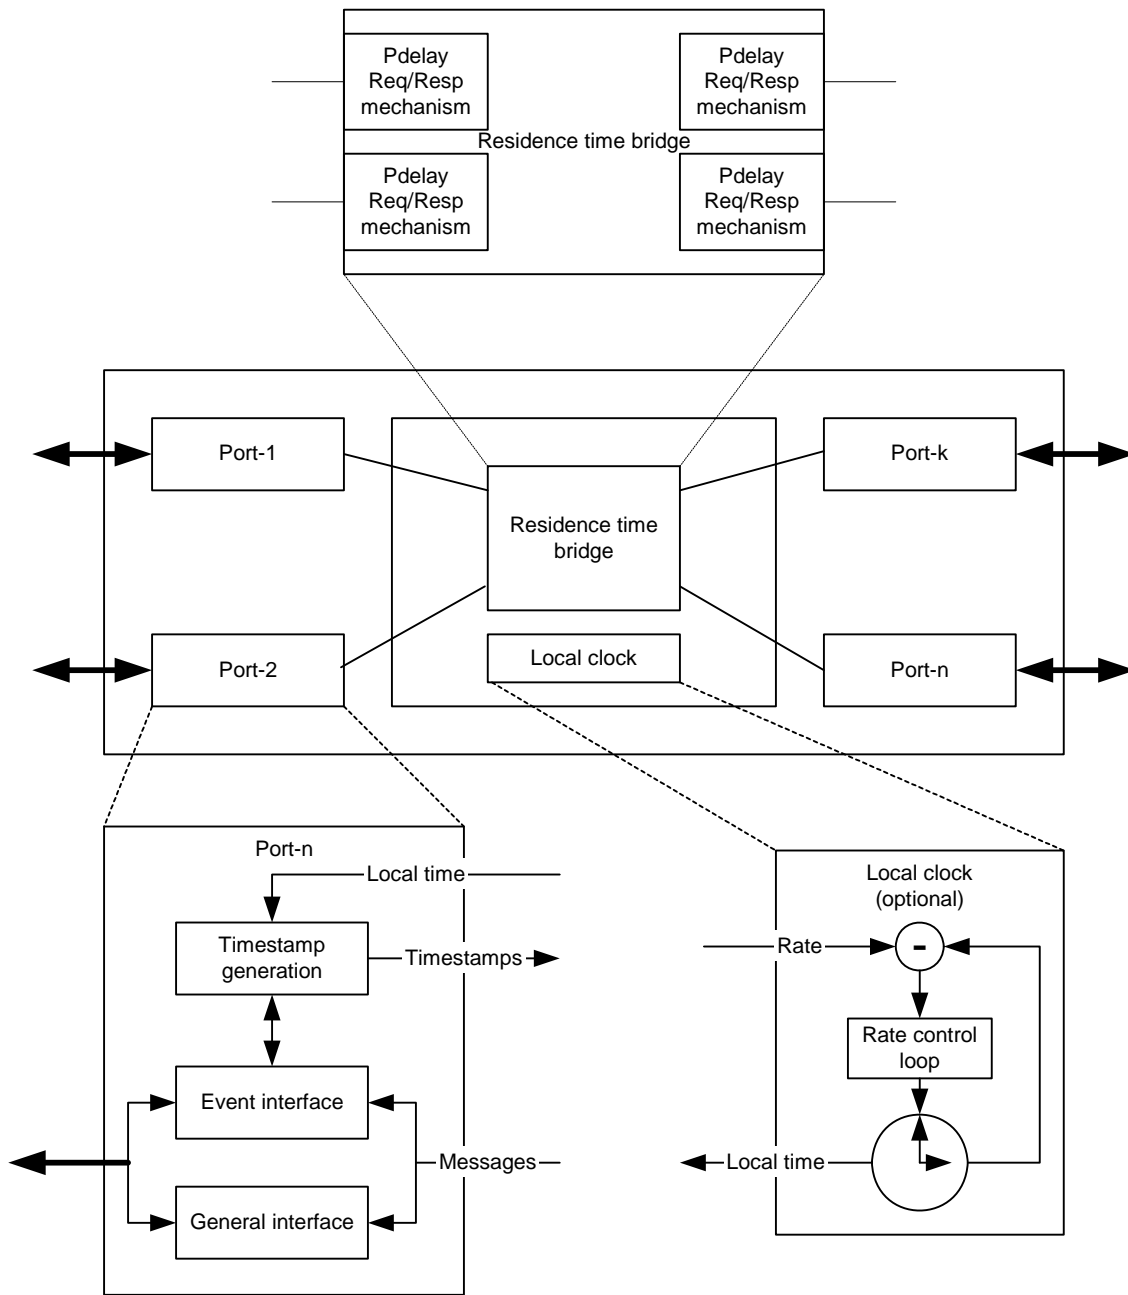 Pdelay
Req/Resp
mechanism
Pdelay
Req/Resp
mechanism
Residence time bridge
Pdelay
Req/Resp
mechanism
Pdelay
Req/Resp
mechanism
Port-1
Port-k
Residence time
bridge
Port-2
Local clock
Port-n
Port-n
Local time
Timestamp
generation
Timestamps
Event interface
Messages
General interface
Local clock
(optional)
Rate
-
Rate control
loop
Local time